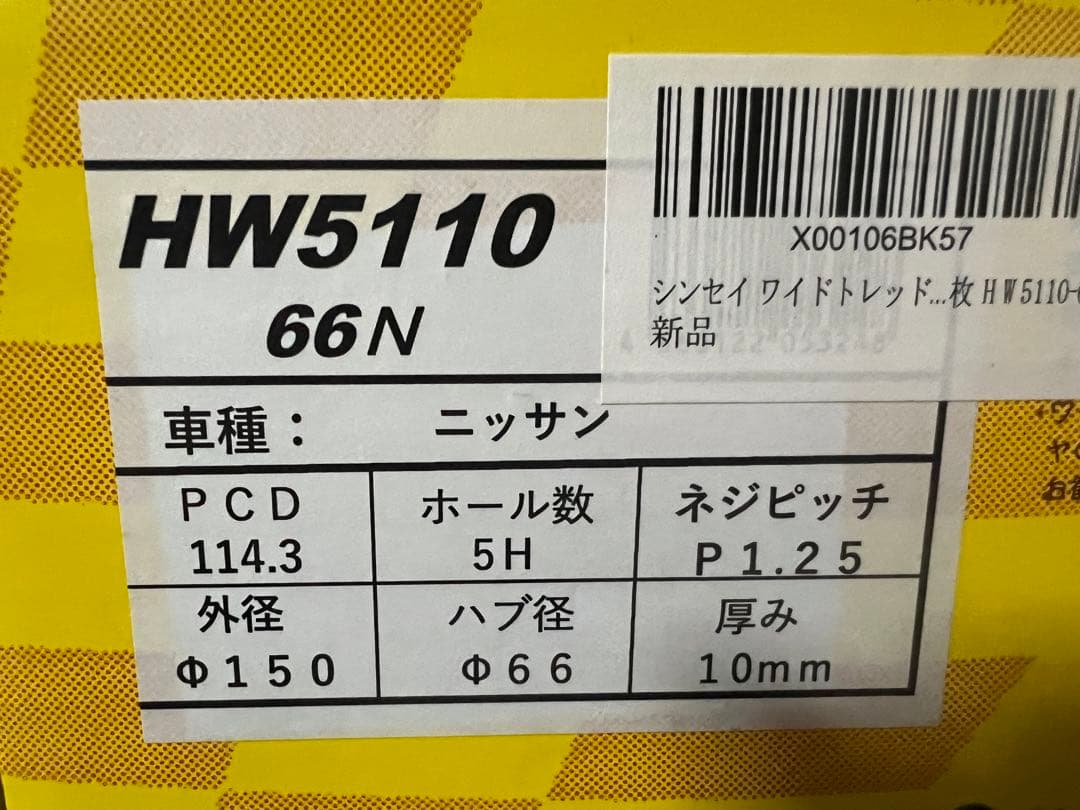 HW5110
66N
X00106BK57
シンセイ ワイドトレッド...枚 HW5110-
新品
車種： ニッサン
PCD ホール数 ネジピッチ
114.3 5H P1.25
外径 ハブ径 厚み
Φ150 Φ66 10mm